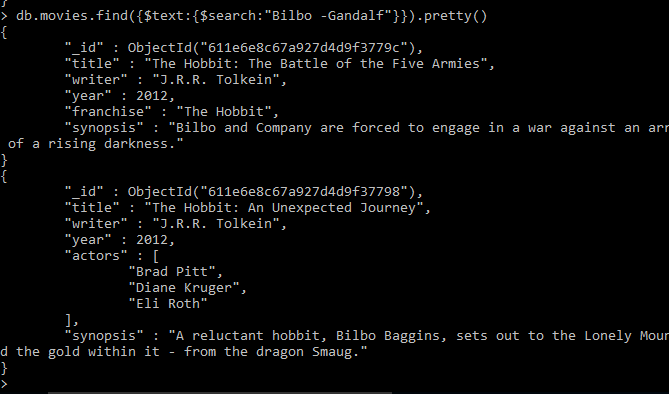 }
> db.movies.find({$text:{$search:"Bilbo -Gandalf"}}).pretty()
{
"_id" : ObjectId("611e6e8c67a927d4d9f3779c"),
"title" : "The Hobbit: The Battle of the Five Armies",
"writer" : "J.R.R. Tolkein",
"year" : 2012,
"franchise" : "The Hobbit",
"synopsis" : "Bilbo and Company are forced to engage in a war against an arr
of a rising darkness."
}
{
"_id" : ObjectId("611e6e8c67a927d4d9f37798"),
"title" : "The Hobbit: An Unexpected Journey",
"writer" : "J.R.R. Tolkein",
"year" : 2012,
"actors" : [
"Brad Pitt",
"Diane Kruger",
"Eli Roth"
],
"synopsis" : "A reluctant hobbit, Bilbo Baggins, sets out to the Lonely Moun
d the gold within it - from the dragon Smaug."
}
>